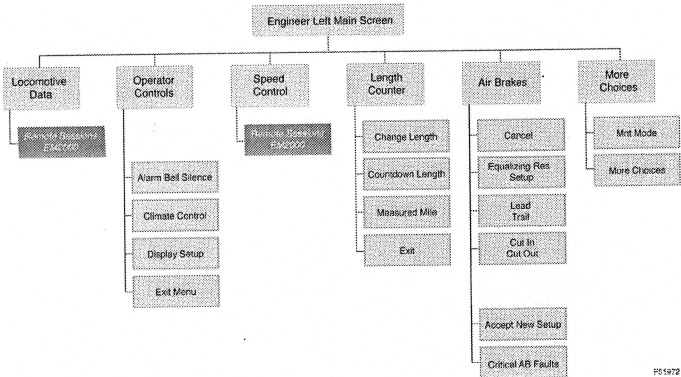 Engineer Left Main Screen
Locomotive
Data
Operator
Controls
Speed
Control
Length
Counter
Air Brakes
More
Choices
Remote Sessions
EM2000
Alarm Bell Silence
Climate Control
Display Setup
Exit Menu
Remote Sessions
EM2000
Change Length
Countdown Length
Measured Mile
Exit
Cancel
Equalizing Res
Setup
Lead
Trail
Cut In
Cut Out
Accept New Setup
Critical AB Faults
Mnt Mode
More Choices
F51972